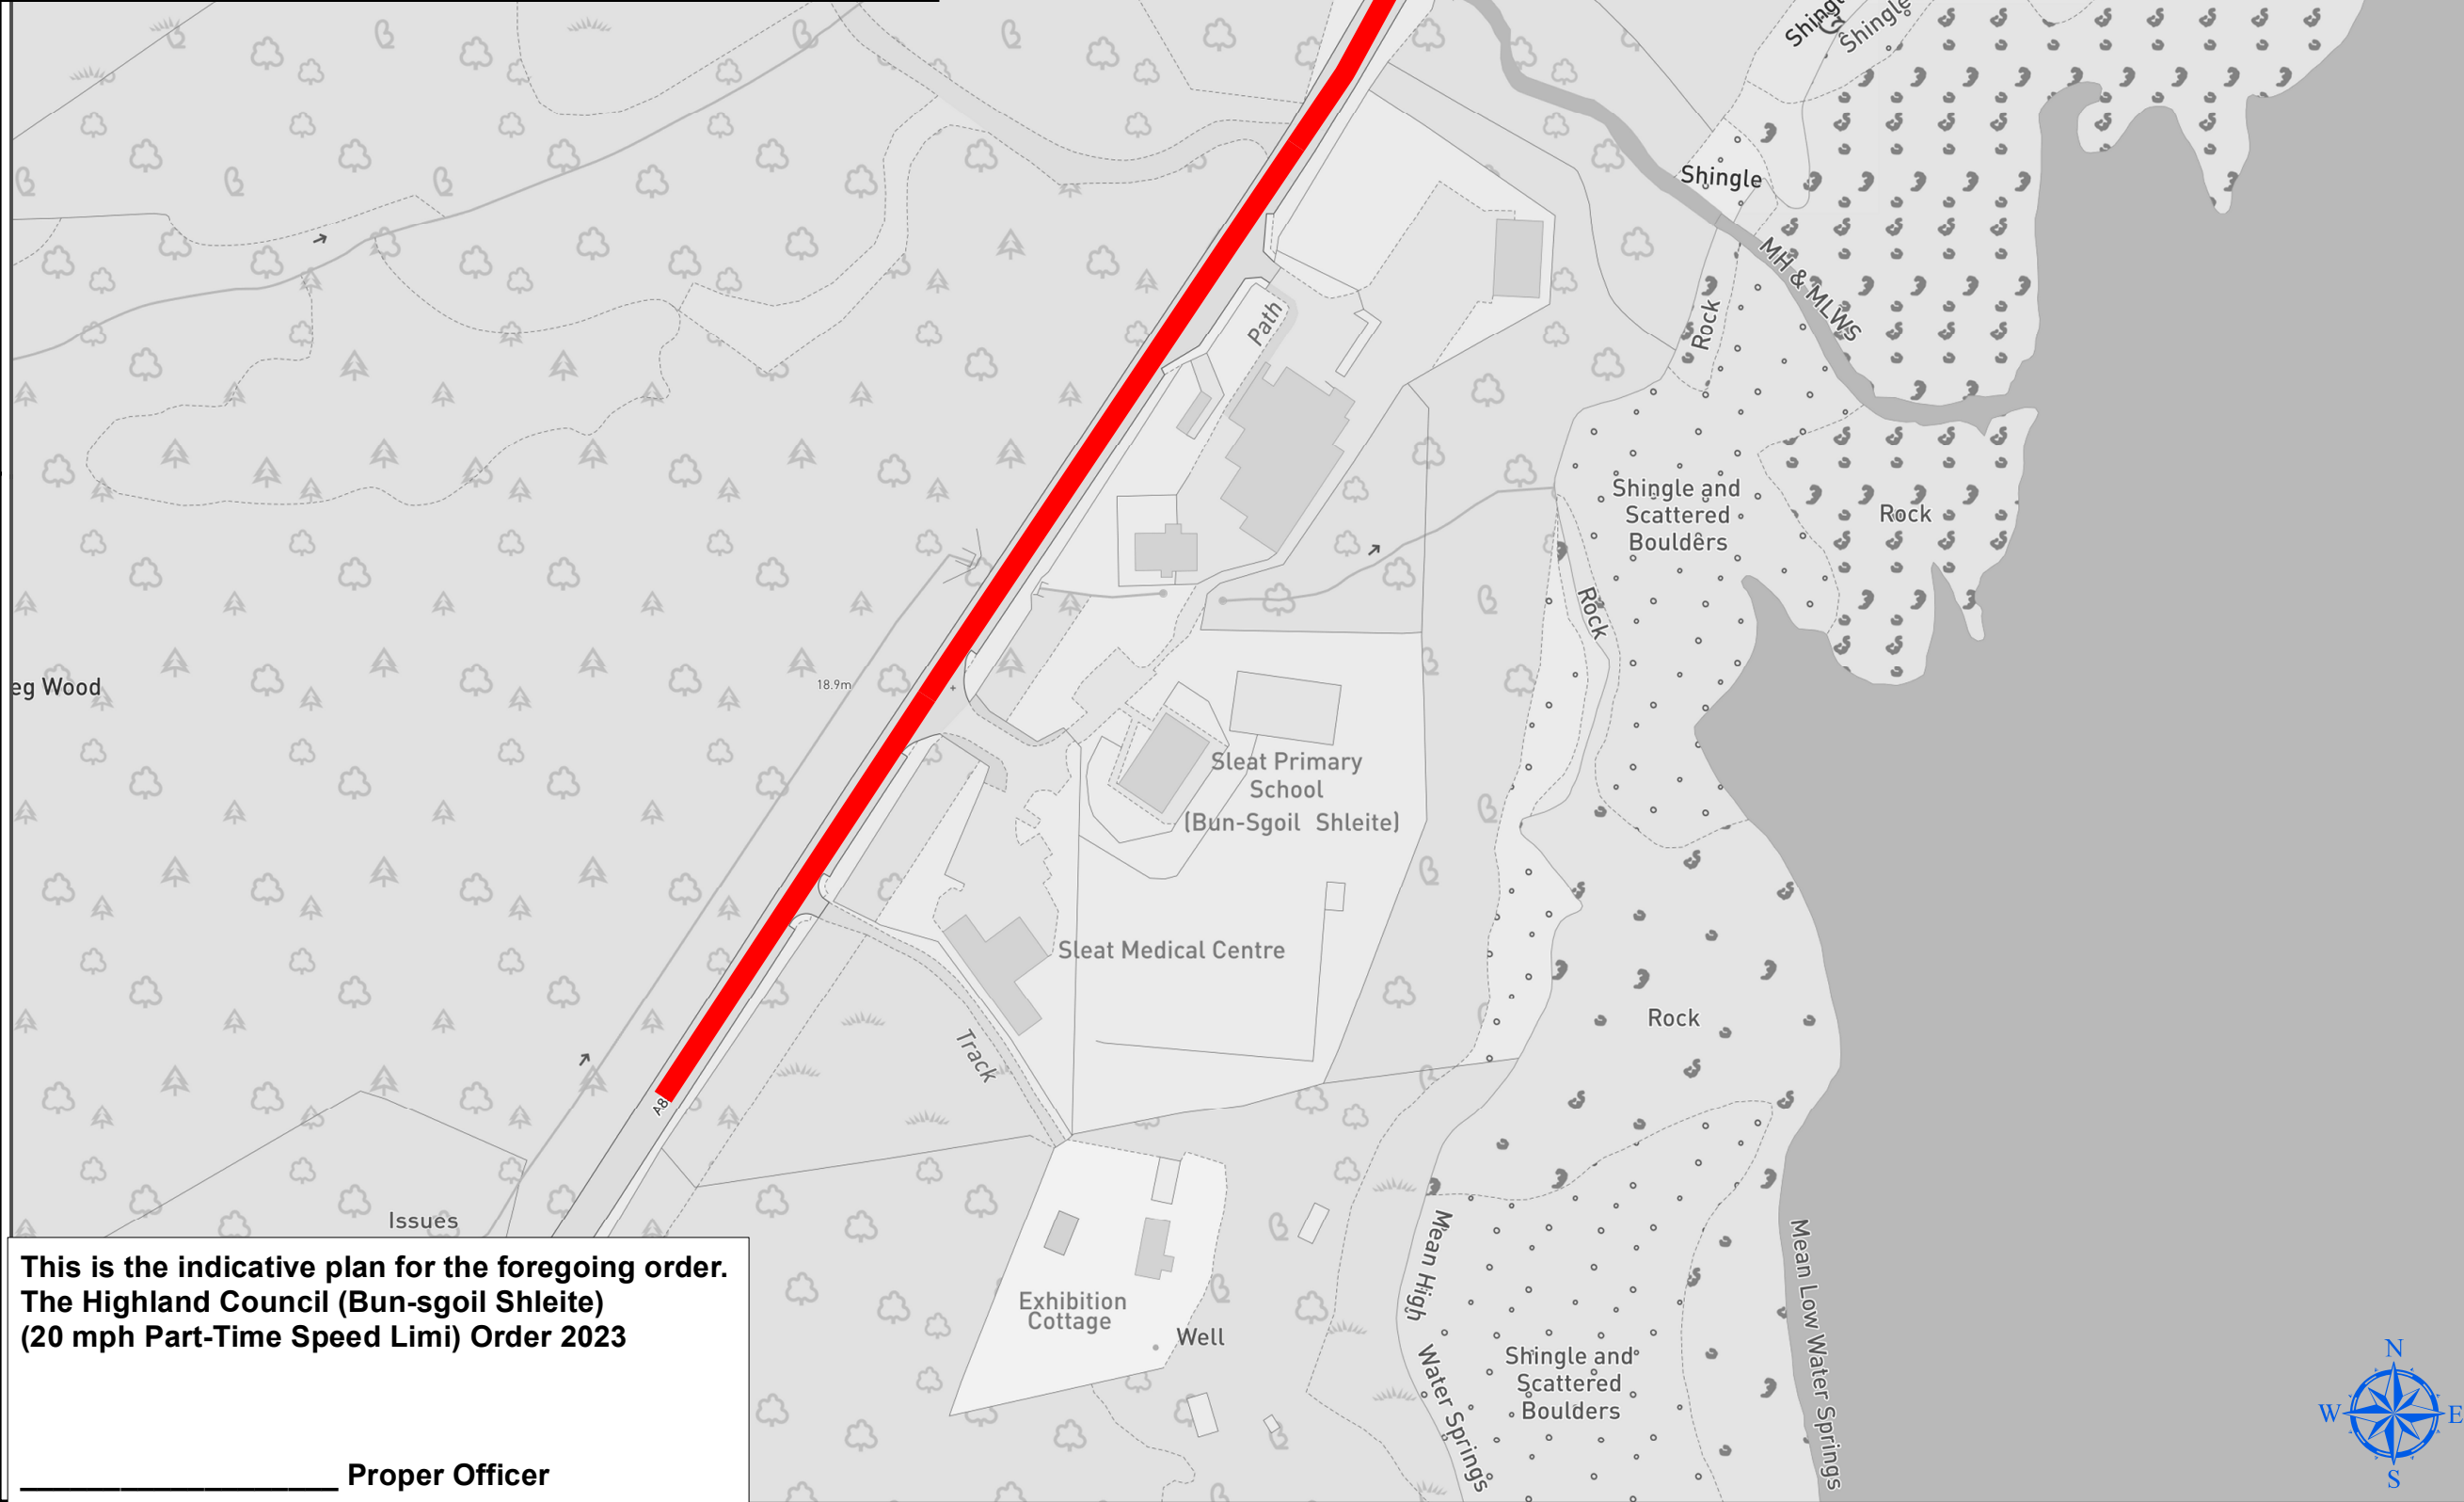 Shingle
Shingle
MH & MLWS
Rock
Path
Shingle and
Scattered
Boulders
Rock
Rock
eg Wood
18.9m
Sleat Primary
School
(Bun-Sgoil Shleite)
Sleat Medical Centre
Rock
Track
A8
Issues
Mean High
Water Springs
Mean Low Water Springs
Exhibition
Cottage
Well
Shingle and
Scattered
Boulders
This is the indicative plan for the foregoing order.
The Highland Council (Bun-sgoil Shleite)
(20 mph Part-Time Speed Limi) Order 2023
Proper Officer
N
W
E
S